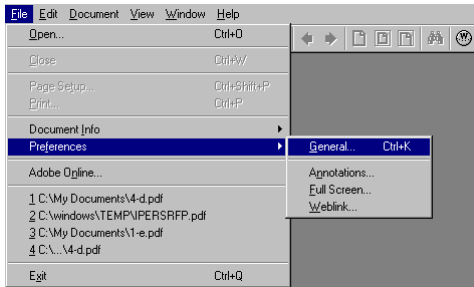 File Edit Document View Window Help
Open... Ctrl+O
Close Ctrl+W
Page Setup... Ctrl+Shift+P
Print... Ctrl+P
Document Info
Preferences
General... Ctrl+K
Adobe Online...
Annotations...
Full Screen...
Weblink...
1 C:\My Documents\4-d.pdf
2 C:\windows\TEMP\IPERSRFP.pdf
3 C:\My Documents\1-e.pdf
4 C:\...\4-d.pdf
Exit Ctrl+Q